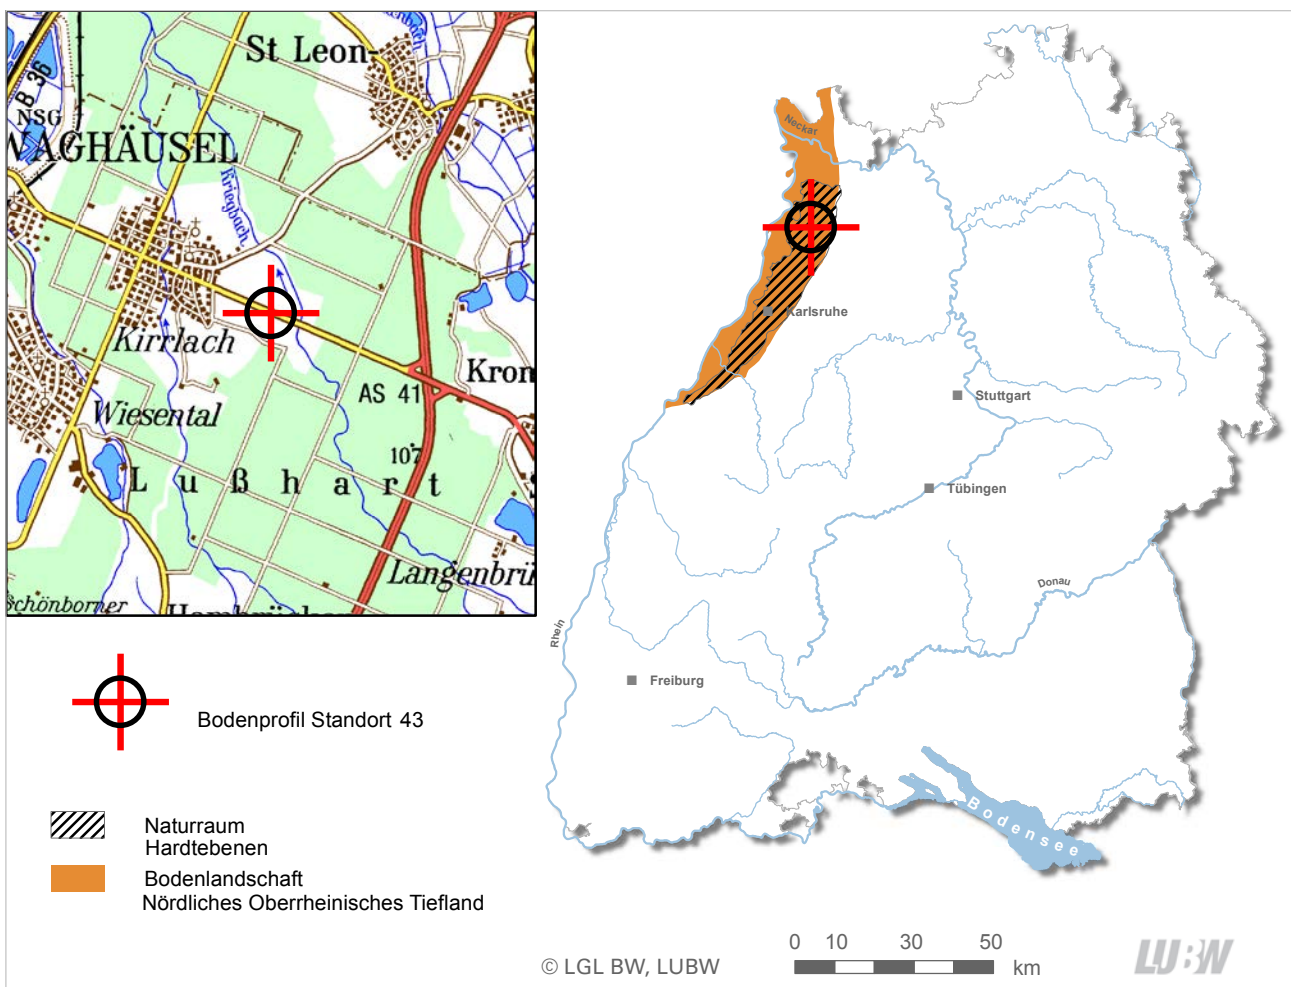 St Leon-
B 36
NSG
WAGHÄUSEL
Kriegbach
Kirrlach
AS 41
Kron
Wiesental
107
Lußhart
Langenbrü
schönborner
Neckar
Karlsruhe
Stuttgart
Tübingen
Donau
Rhein
Freiburg
Bodensee
Bodenprofil Standort 43
Naturraum
Hardtebenen
Bodenlandschaft
Nördliches Oberrheinisches Tiefland
© LGL BW, LUBW
0 10 30 50
km
LUBW